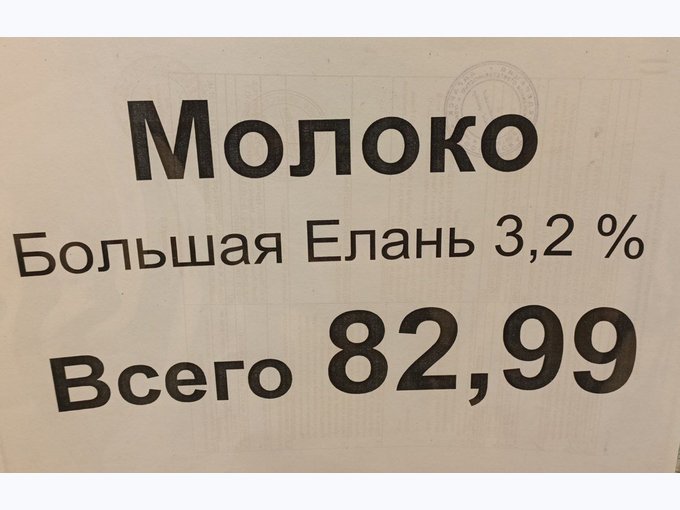 Молоко
Большая Елань 3,2 %
Всего 82,99